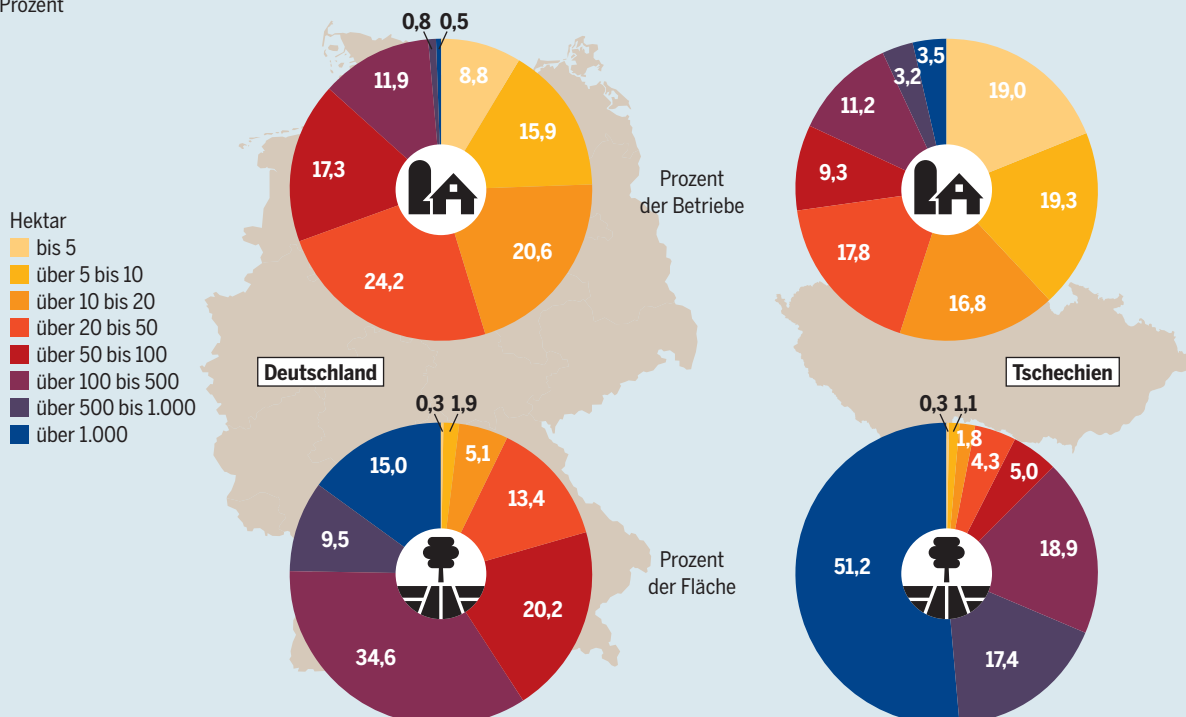 Prozent
0,8 0,5
8,8
15,9
20,6
24,2
17,3
11,9
Prozent
der Betriebe
3,5
19,0
19,3
16,8
17,8
9,3
11,2
3,2
Hektar
bis 5
über 5 bis 10
über 10 bis 20
über 20 bis 50
über 50 bis 100
über 100 bis 500
über 500 bis 1.000
über 1.000
Deutschland
Tschechien
0,3 1,9
5,1
13,4
20,2
34,6
9,5
15,0
Prozent
der Fläche
0,3 1,1
1,8
4,3
5,0
18,9
17,4
51,2